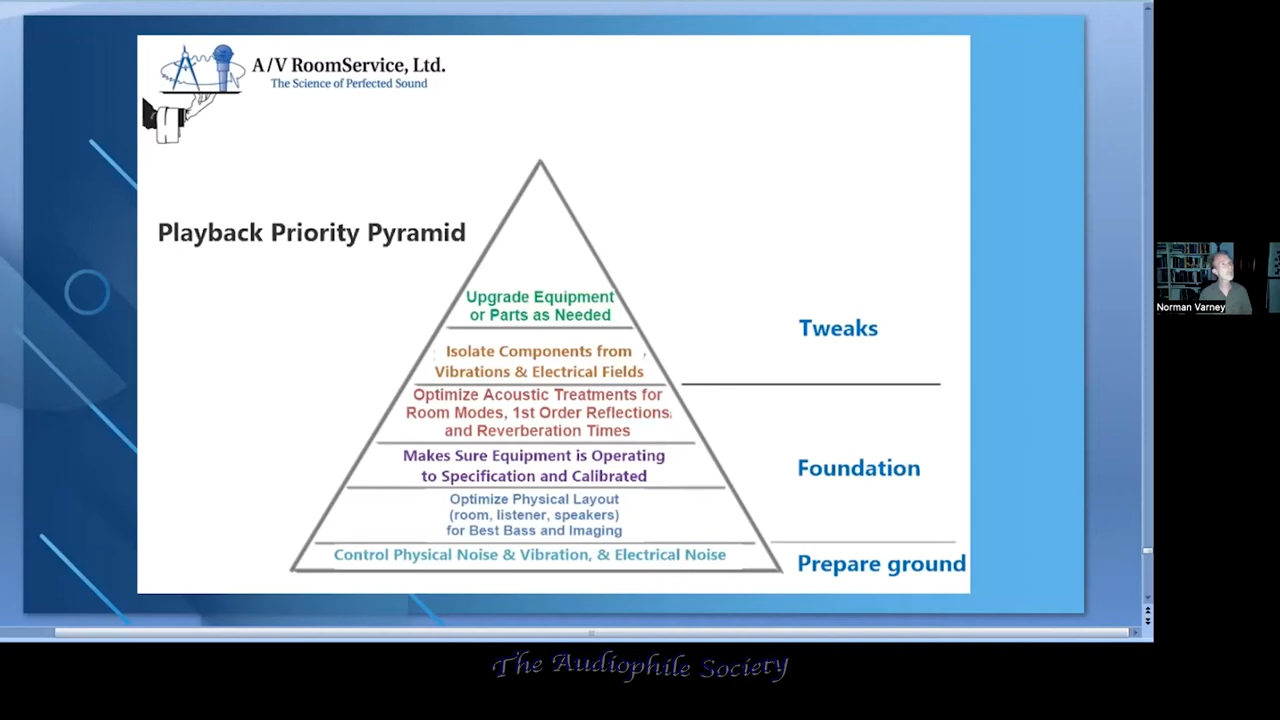 A/V RoomService, Ltd.
The Science of Perfected Sound
Playback Priority Pyramid
Upgrade Equipment
or Parts as Needed
Isolate Components from
Vibrations & Electrical Fields
Optimize Acoustic Treatments for
Room Modes, 1st Order Reflections
and Reverberation Times
Makes Sure Equipment is Operating
to Specification and Calibrated
Optimize Physical Layout
(room, listener, speakers)
for Best Bass and Imaging
Control Physical Noise & Vibration, & Electrical Noise
Tweaks
Foundation
Prepare ground
Norman Varney
The Audiophile Society